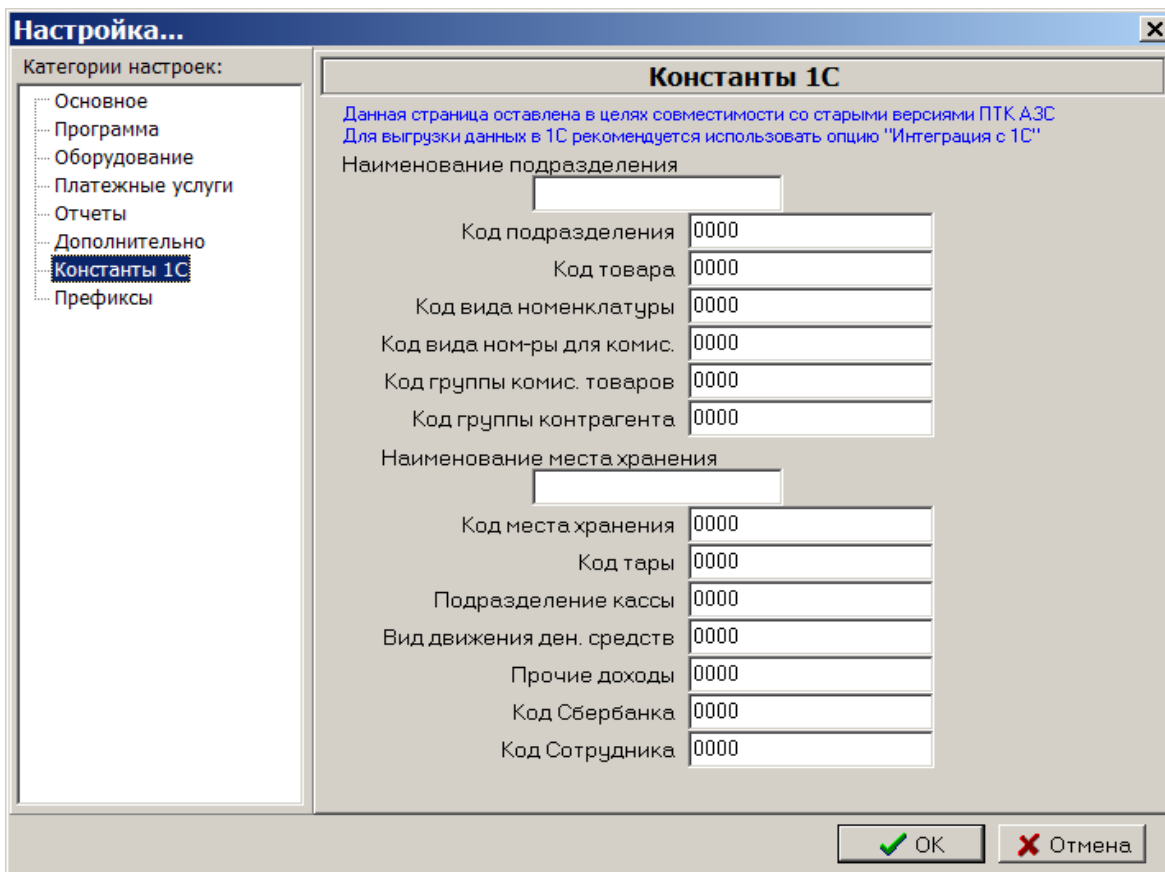 Настройка...
Категории настроек:
Основное
Программа
Оборудование
Платежные услуги
Отчеты
Дополнительно
Константы 1С
Префиксы
Константы 1С
Данная страница оставлена в целях совместимости со старыми версиями ПТК АЗС
Для выгрузки данных в 1С рекомендуется использовать опцию "Интеграция с 1С"
Наименование подразделения
Код подразделения 0000
Код товара 0000
Код вида номенклатуры 0000
Код вида ном-ры для комис. 0000
Код группы комис. товаров 0000
Код группы контрагента 0000
Наименование места хранения
Код места хранения 0000
Код тары 0000
Подразделение кассы 0000
Вид движения ден. средств 0000
Прочие доходы 0000
Код Сбербанка 0000
Код Сотрудника 0000
OK Отмена